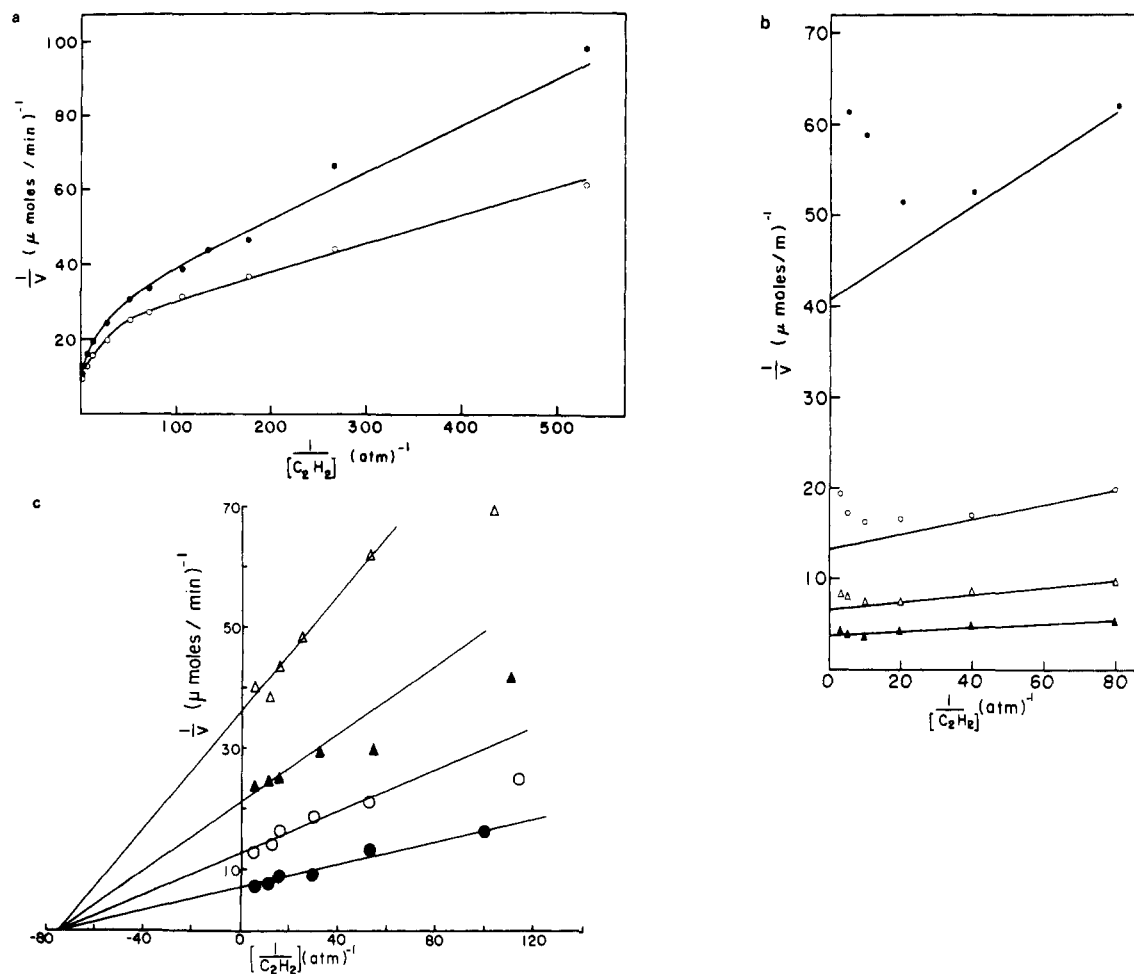 a
100
80
60
40
20
1/V (μ moles / min)⁻¹
100 200 300 400 500
1/[C₂H₂] (atm)⁻¹
b
70
60
50
40
30
20
10
0
1/V (μ moles/m)⁻¹
0 20 40 60 80
1/[C₂H₂] (atm)⁻¹
c
70
50
30
10
1/V (μ moles / min)⁻¹
-80 -40 0 40 80 120
1/[C₂H₂] (atm)⁻¹